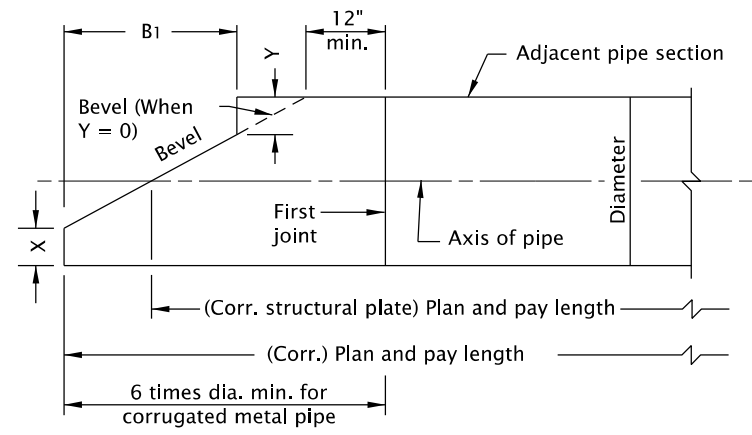 B1
12"
min.
Y
Adjacent pipe section
Bevel (When
Y = 0)
Bevel
Diameter
X
First
joint
Axis of pipe
(Corr. structural plate) Plan and pay length
(Corr.) Plan and pay length
6 times dia. min. for
corrugated metal pipe